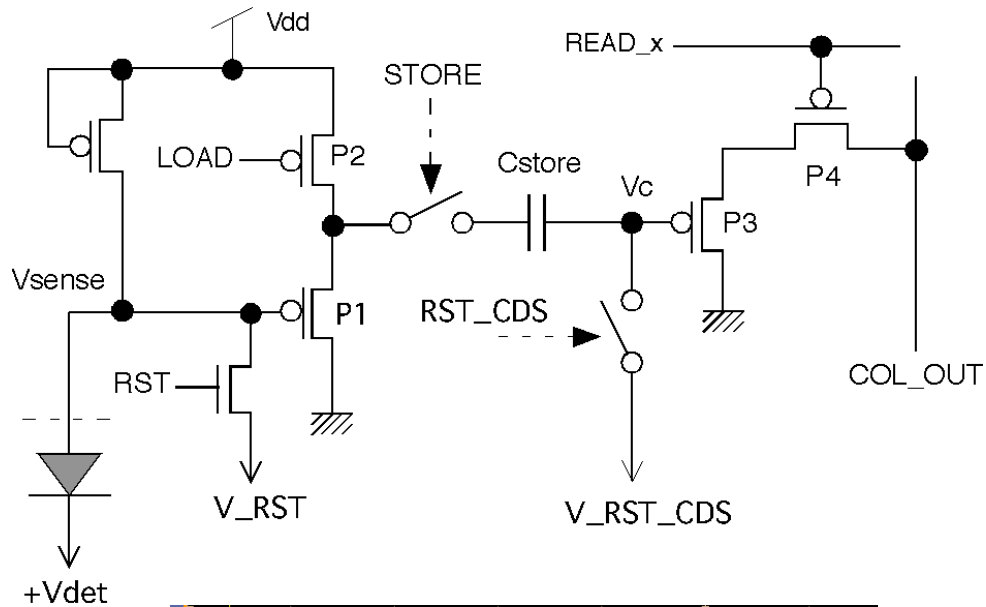 Vdd
READ_x
STORE
LOAD
P2
Cstore
Vc
P3
P4
Vsense
P1
RST_CDS
RST
COL_OUT
V_RST
V_RST_CDS
+Vdet